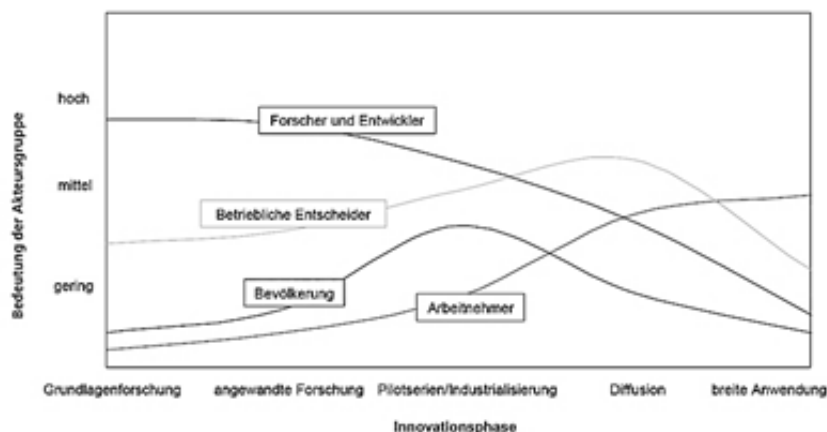 Bedeutung der Akteursgruppe
hoch
mittel
gering
Forscher und Entwickler
Betriebliche Entscheider
Bevölkerung
Arbeitnehmer
Grundlagenforschung angewandte Forschung Pilotserien/Industrialisierung Diffusion breite Anwendung
Innovationsphase